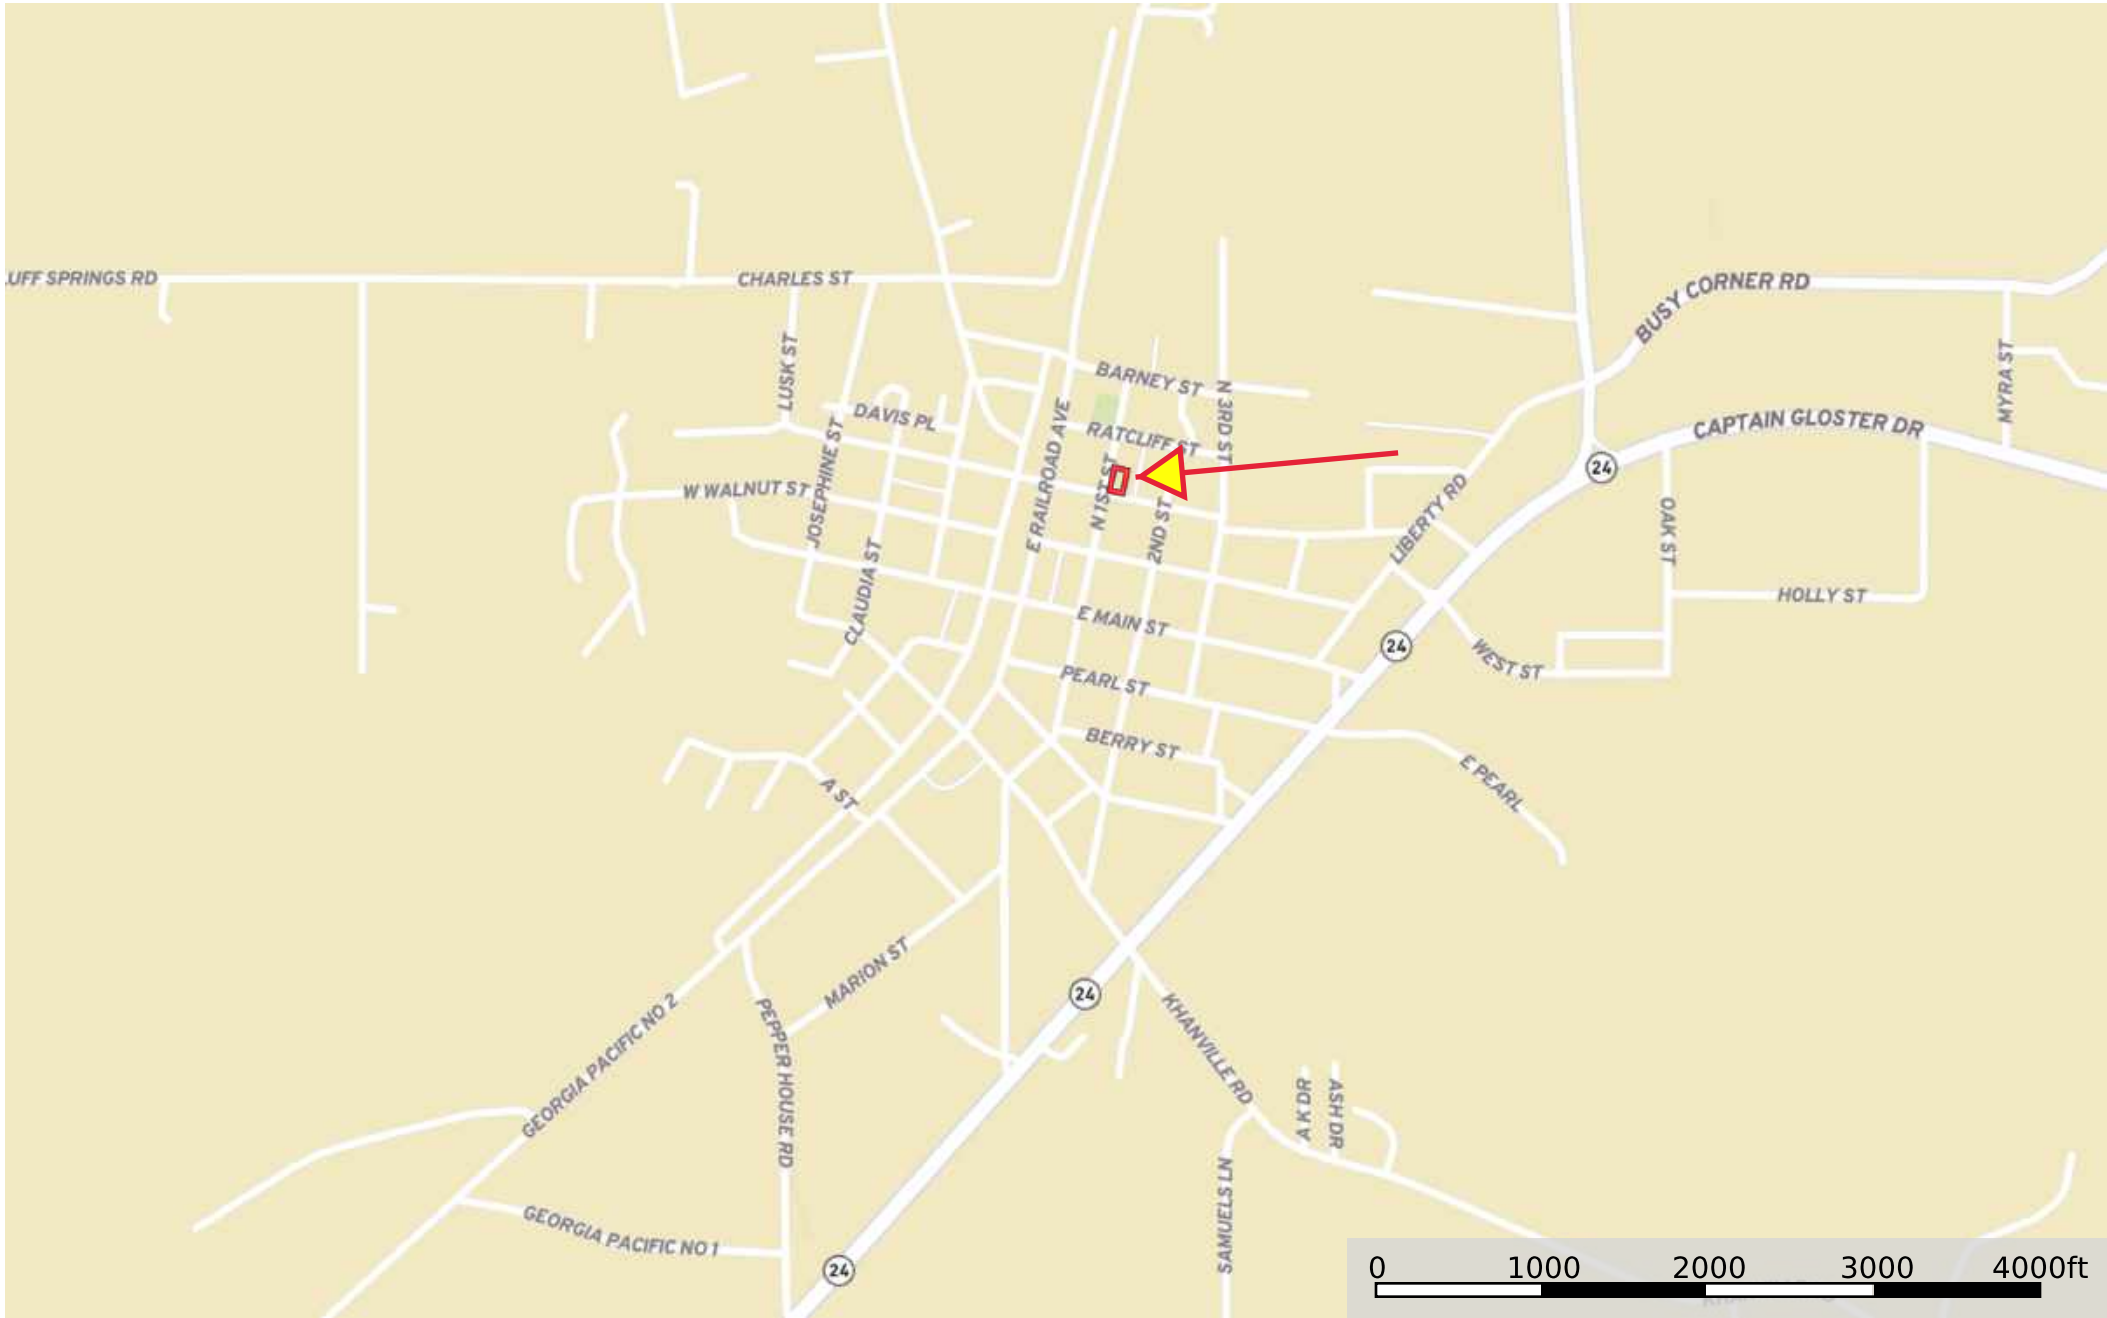 LUFF SPRINGS RD
CHARLES ST
BUSY CORNER RD
LUSK ST
MYRA ST
BARNEY ST
N 3RD ST
DAVIS PL
E RAILROAD AVE
RATCLIFF ST
CAPTAIN GLOSTER DR
JOSEPHINE ST
24
W WALNUT ST
N 1ST ST
2ND ST
LIBERTY RD
OAK ST
CLAUDIA ST
HOLLY ST
E MAIN ST
24
WEST ST
PEARL ST
BERRY ST
E PEARL
A ST
MARION ST
24
GEORGIA PACIFIC NO 2
PEPPER HOUSE RD
KHANVILLE RD
A K DR
ASH DR
SAMUELS LN
GEORGIA PACIFIC NO 1
24
0 1000 2000 3000 4000ft